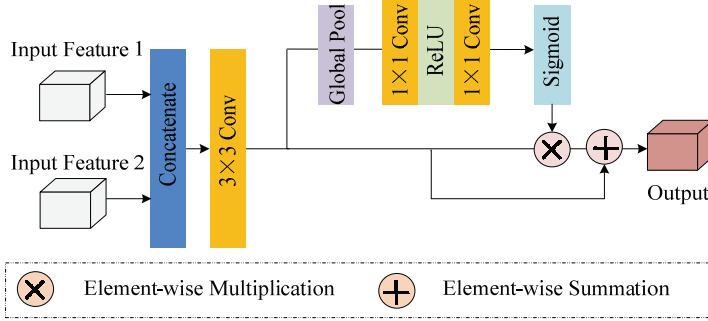 Input Feature 1
Input Feature 2
Concatenate
3×3 Conv
Global Pool
1×1 Conv
ReLU
1×1 Conv
Sigmoid
Output
Element-wise Multiplication
Element-wise Summation